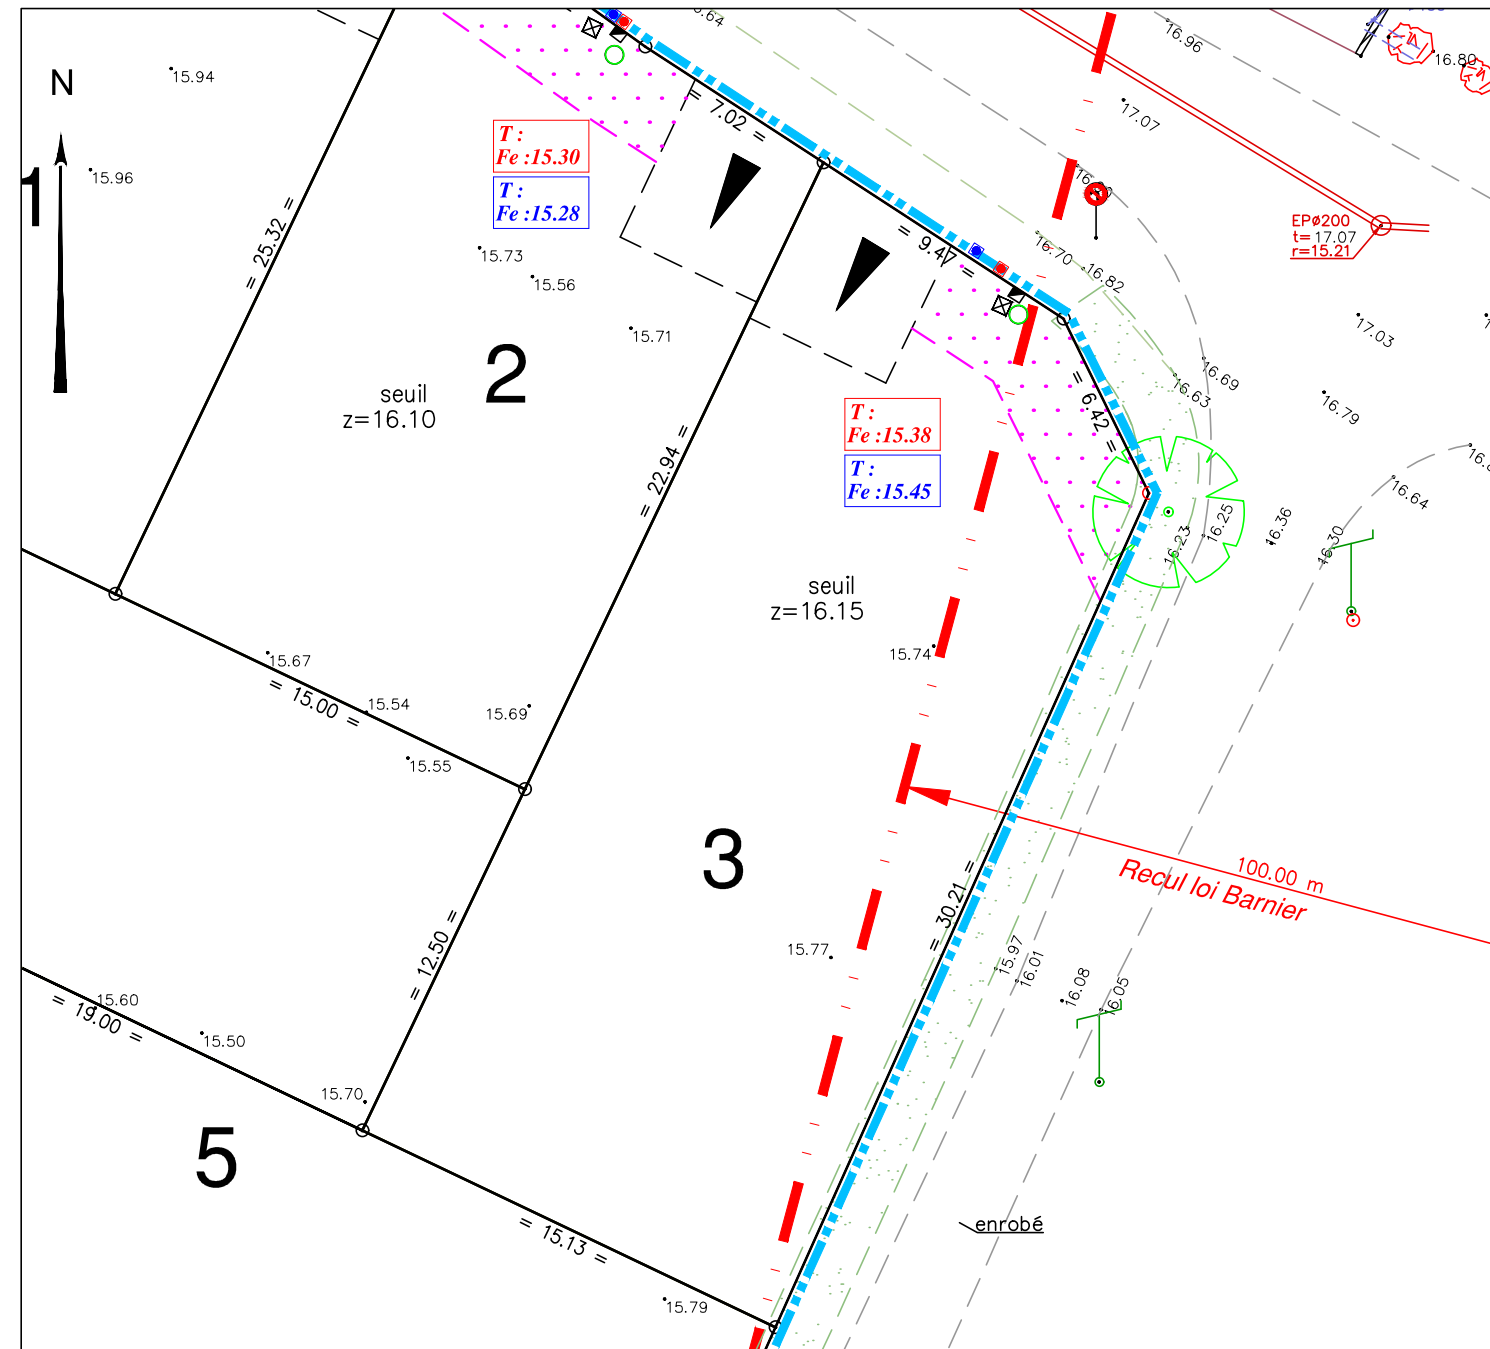 N
1
15.94
15.96
= 25.32 =
T :
Fe :15.30
T :
Fe :15.28
= 7.02 =
16.96
17.07
16.80
EPø200
t= 17.07
r=15.21
15.73
15.56
15.71
2
seuil
z=16.10
= 9.47 =
16.70
16.82
17.03
16.69
16.63
16.79
= 6.42 =
T :
Fe :15.38
T :
Fe :15.45
= 22.94 =
16.64
16.23
16.25
16.36
16.30
seuil
z=16.15
15.74
15.67
= 15.00 =
15.54
15.69
15.55
3
100.00 m
Recul loi Barnier
= 30.21 =
= 12.50 =
15.77
15.97
16.01
16.08
16.05
15.60
= 19.00 =
15.50
15.70
5
enrobé
= 15.13 =
15.79